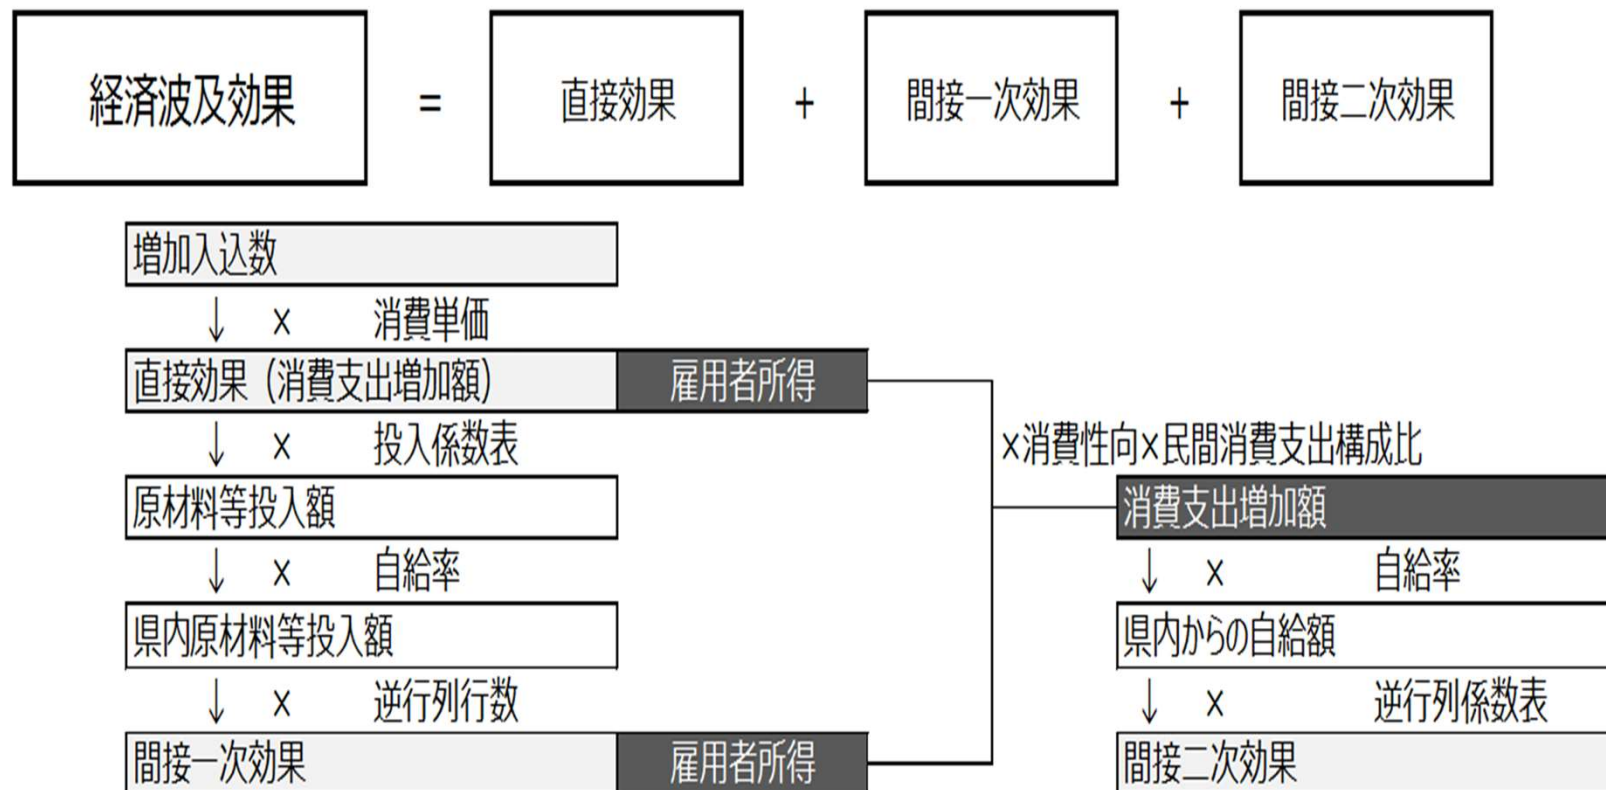 経済波及効果 = 直接効果 + 間接一次効果 + 間接二次効果
増加入込数
↓ × 消費単価
直接効果（消費支出増加額） 雇用者所得
↓ × 投入係数表
×消費性向×民間消費支出構成比
原材料等投入額
消費支出増加額
↓ × 自給率
↓ × 自給率
県内原材料等投入額
県内からの自給額
↓ × 逆行列行数
↓ × 逆行列係数表
間接一次効果 雇用者所得
間接二次効果